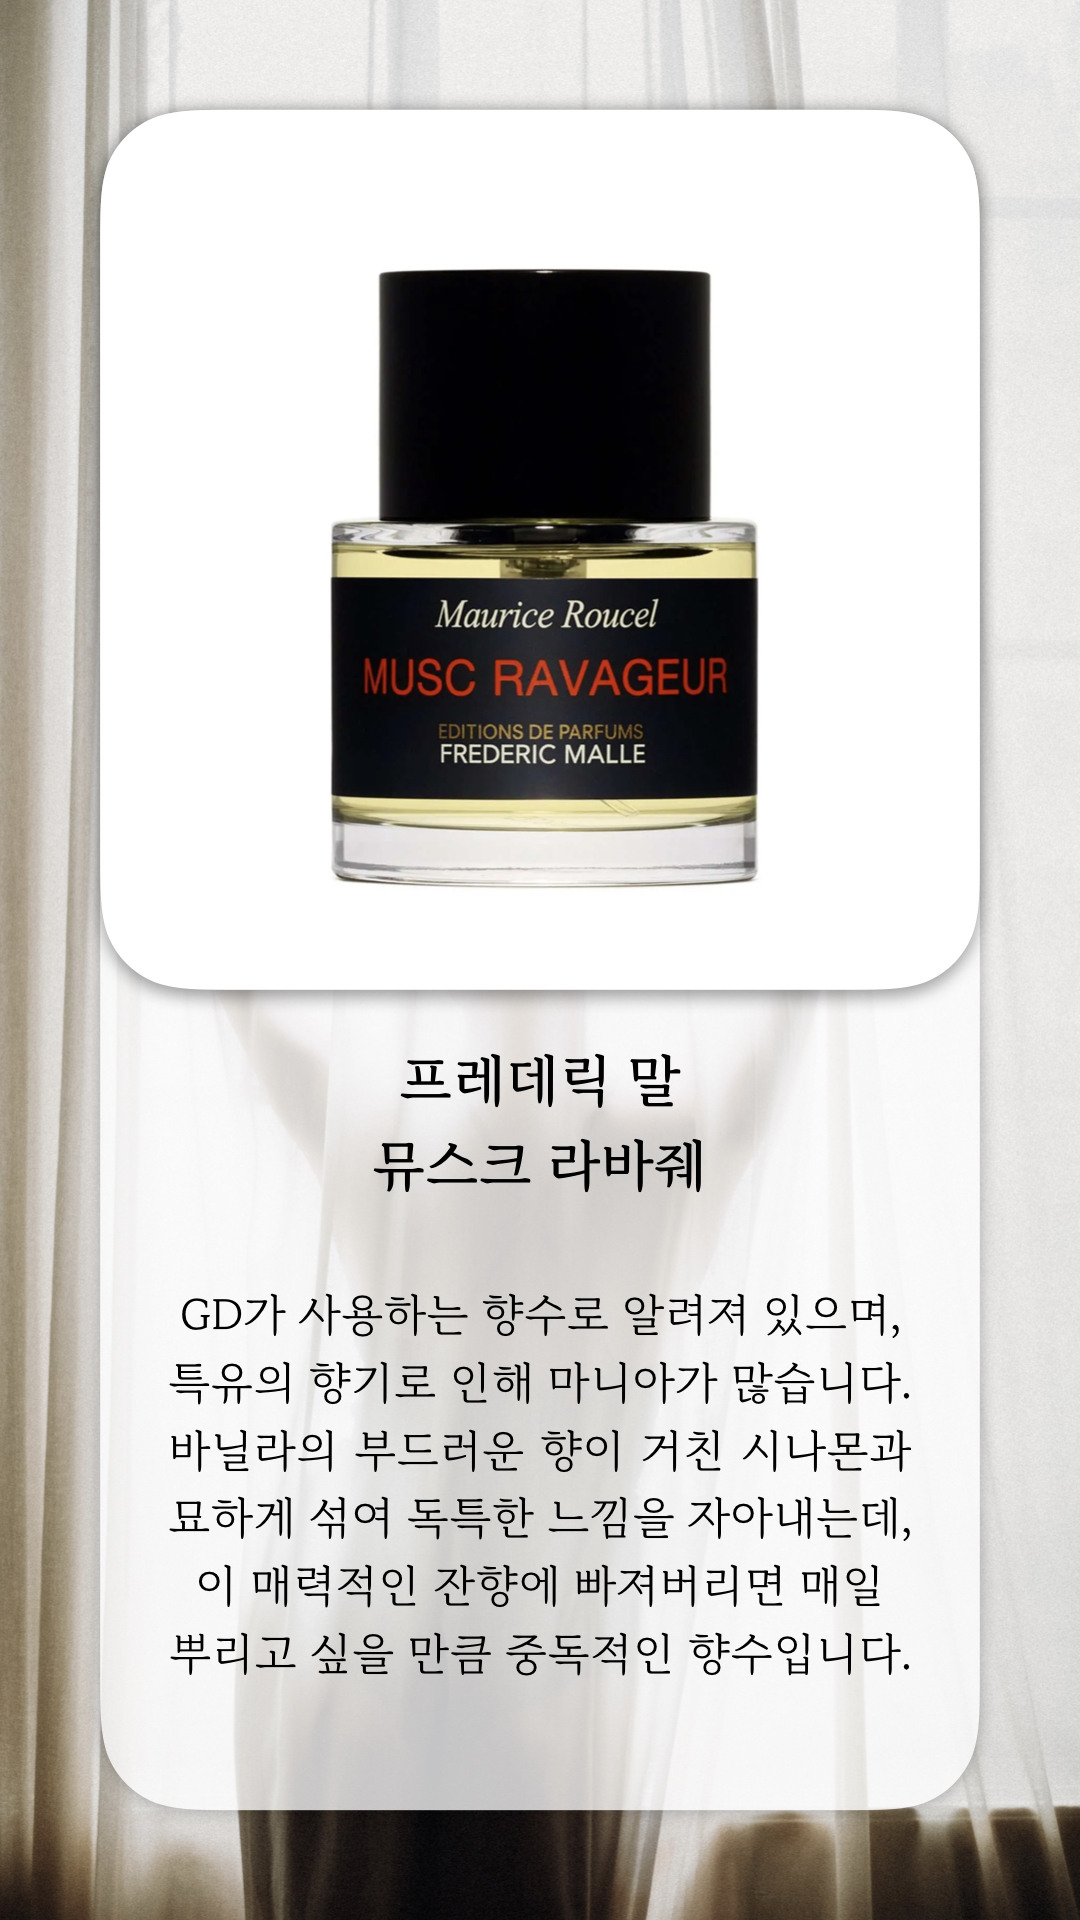 Maurice Roucel
MUSC RAVAGEUR
EDITIONS DE PARFUMS
FREDERIC MALLE
프레데릭 말
뮤스크 라바줴
GD가 사용하는 향수로 알려져 있으며,
특유의 향기로 인해 마니아가 많습니다.
바닐라의 부드러운 향이 거친 시나몬과
묘하게 섞여 독특한 느낌을 자아내는데,
이 매력적인 잔향에 빠져버리면 매일
뿌리고 싶을 만큼 중독적인 향수입니다.